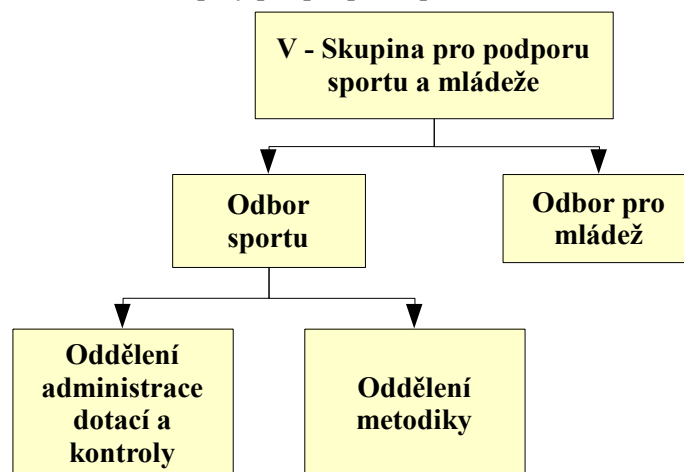 V - Skupina pro podporu
sportu a mládeže
Odbor
sportu
Odbor pro
mládež
Oddělení
administrace
dotací a
kontroly
Oddělení
metodiky